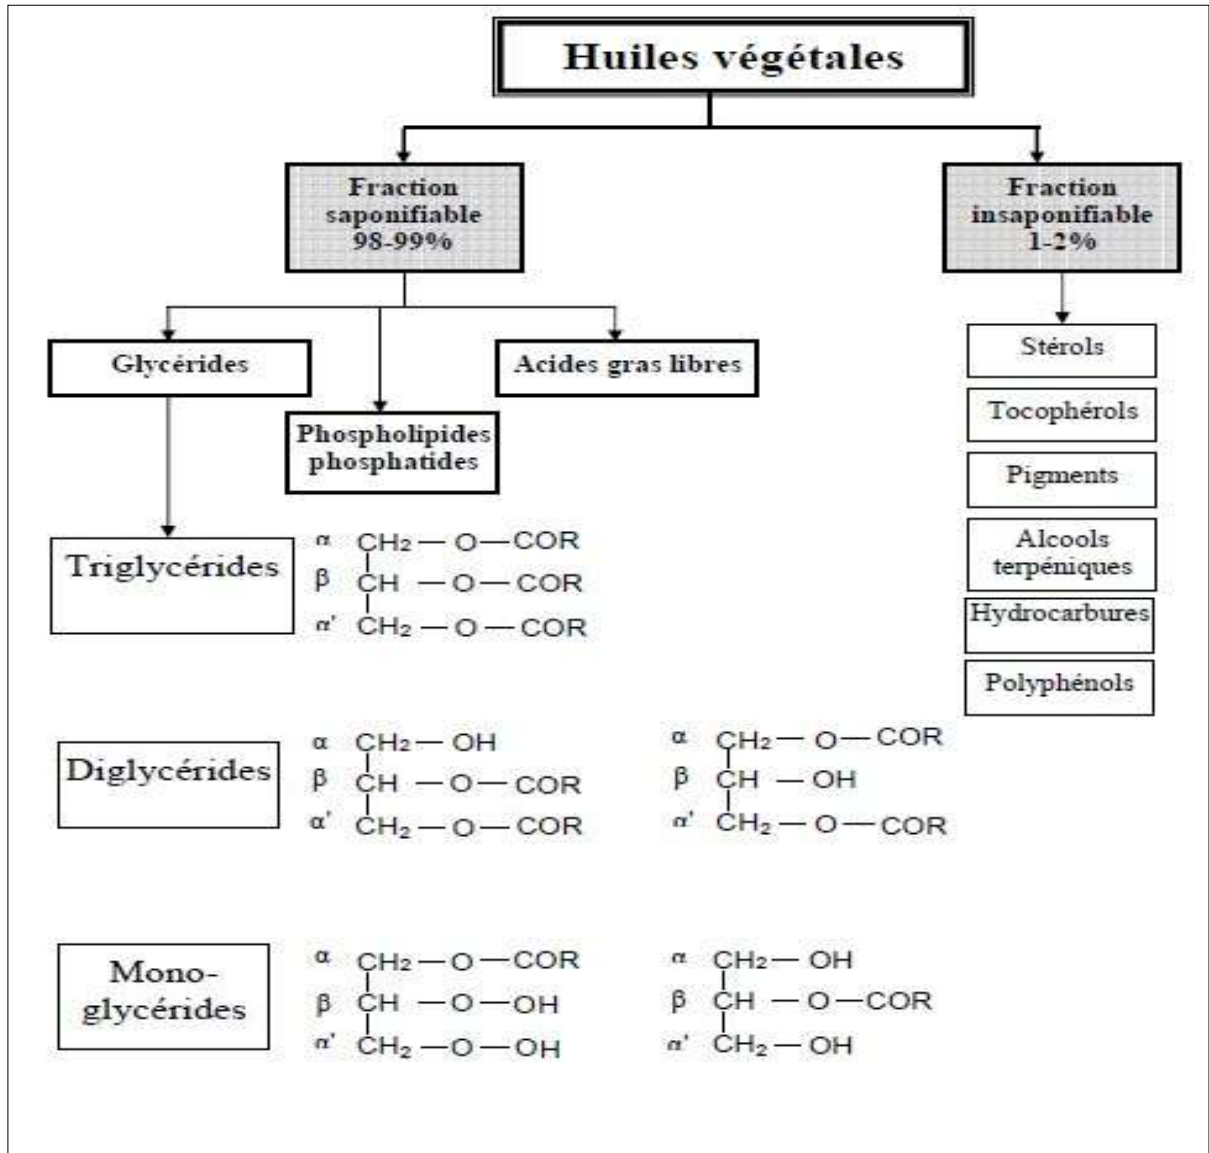 Huiles végétales
Fraction
saponifiable
98-99%
Fraction
insaponifiable
1-2%
Glycérides
Phospholipides
phosphatides
Acides gras libres
Stérols
Tocophérols
Pigments
Alcools
terpéniques
Hydrocarbures
Polyphénols
Triglycérides
α CH₂ — O — COR
β CH — O — COR
α' CH₂ — O — COR
Diglycérides
α CH₂ — OH
β CH — O — COR
α' CH₂ — O — COR
α CH₂ — O — COR
β CH — OH
α' CH₂ — O — COR
Mono-
glycérides
α CH₂ — O — COR
β CH — O — OH
α' CH₂ — O — OH
α CH₂ — OH
β CH — O — COR
α' CH₂ — OH